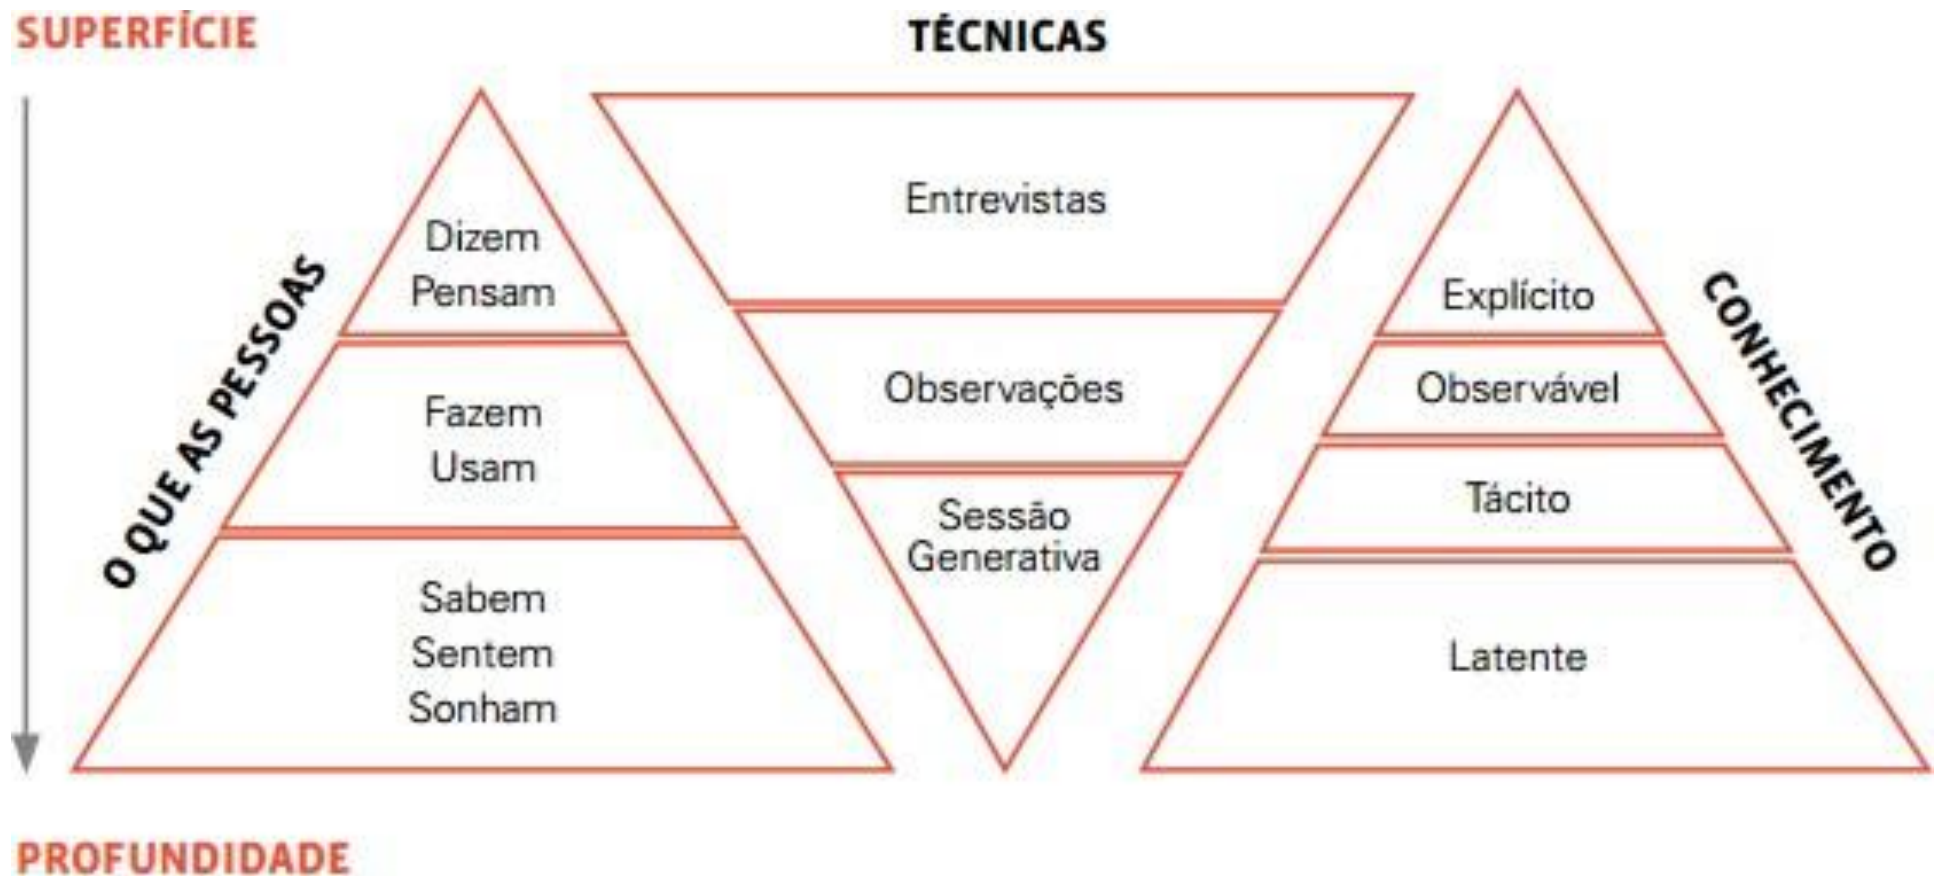 SUPERFÍCIE
TÉCNICAS
O QUE AS PESSOAS
Dizem
Pensam
Fazem
Usam
Sabem
Sentem
Sonham
Entrevistas
Observações
Sessão
Generativa
Explícito
Observável
Tácito
Latente
CONHECIMENTO
PROFUNDIDADE